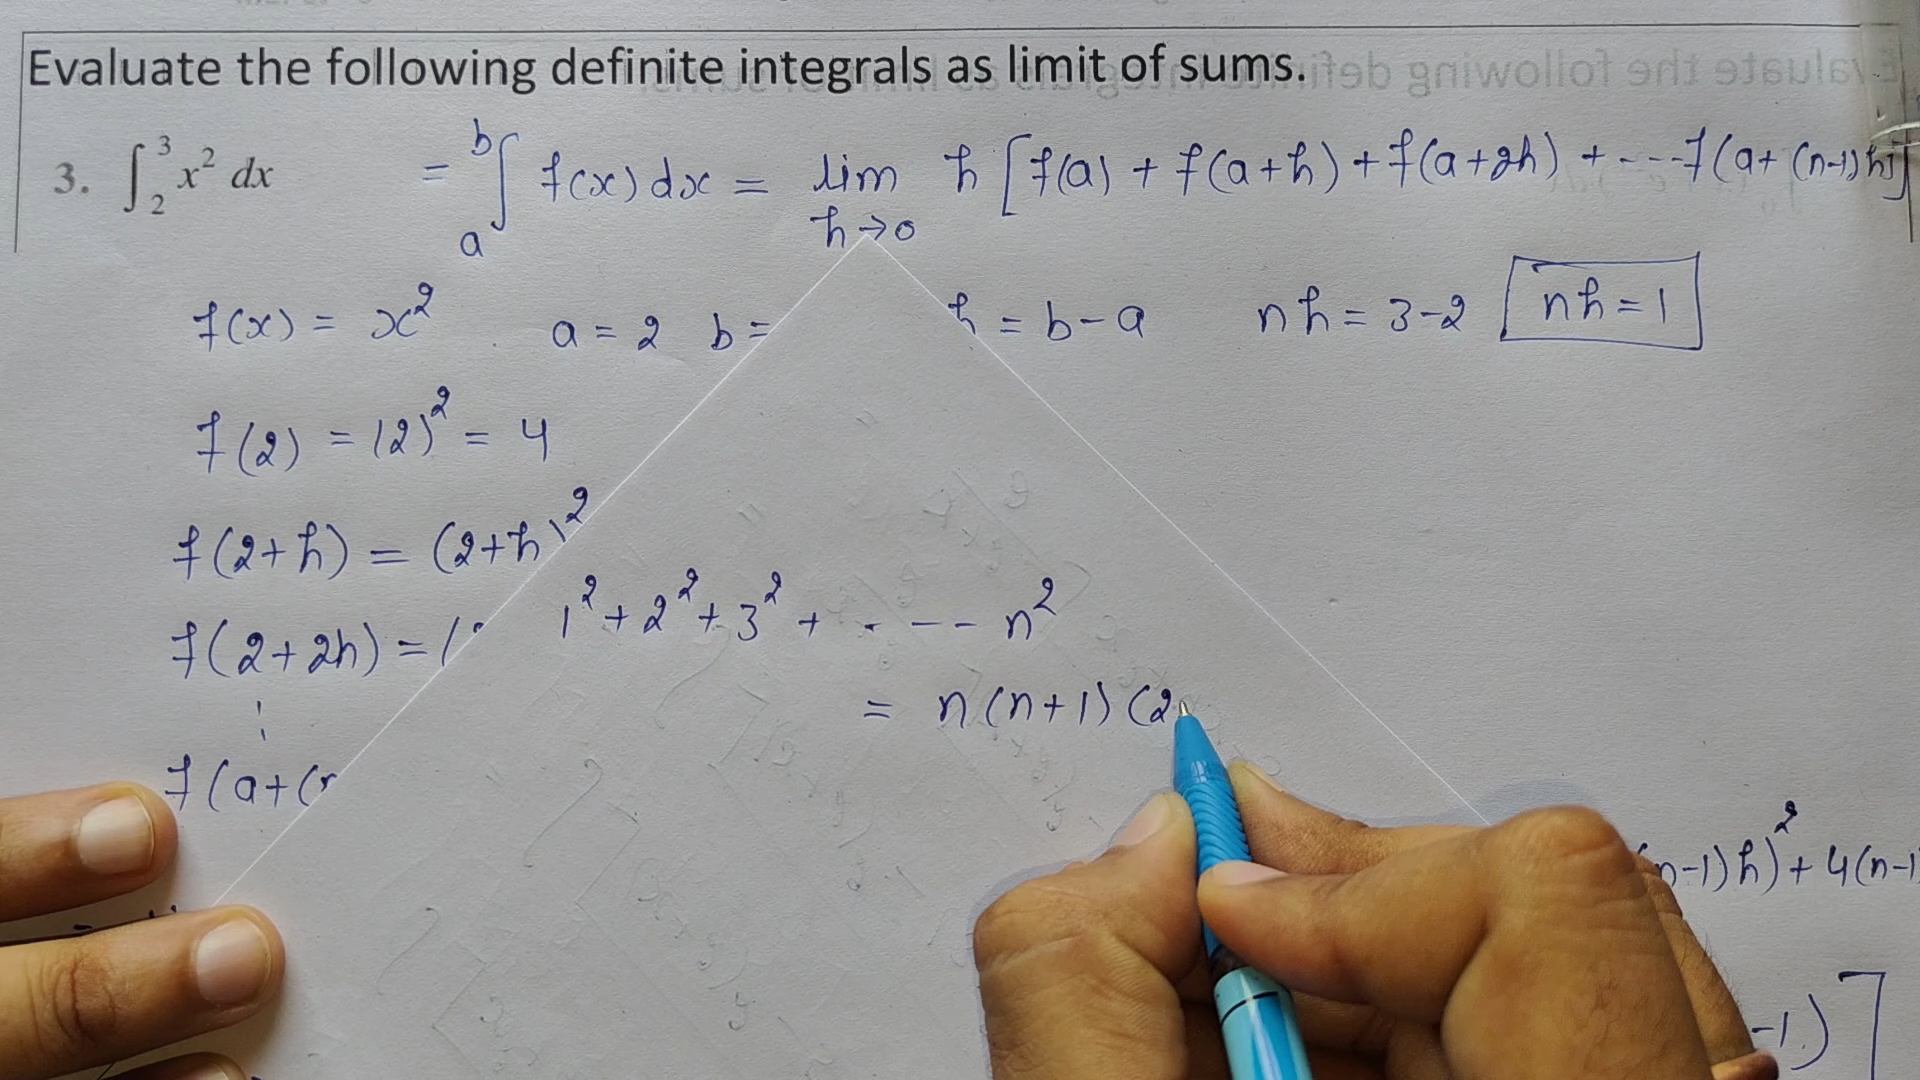 Evaluate the following definite integrals as limit of sums.
3. ∫₂³ x² dx = ₐ∫ᵇ f(x) dx = lim h→0 h [f(a) + f(a+h) + f(a+2h) + ---f(a+(n-1)h]
f(x) = x² a = 2 b = h = b-a nh = 3-2 nh = 1
f(2) = (2)² = 4
f(2+h) = (2+h)²
f(2+2h) = (
1² + 2² + 3² + . -- n²
= n(n+1)(2
f(a+(
n-1)h)² + 4(n-1
-1)]